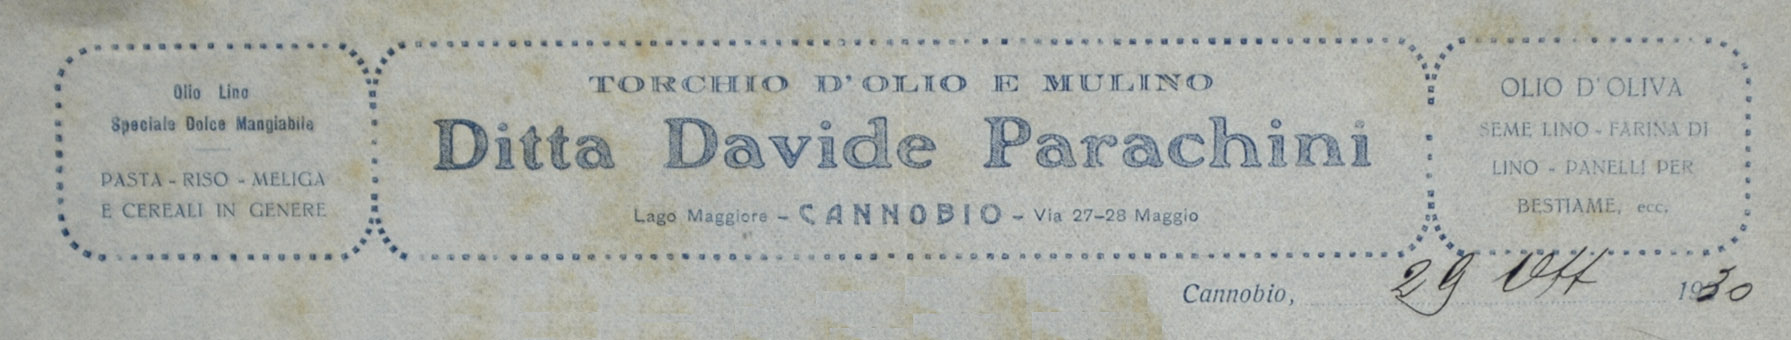 Olio Lino
Speciale Dolce Mangiabile
PASTA - RISO - MELIGA
E CEREALI IN GENERE
TORCHIO D'OLIO E MULINO
Ditta Davide Parachini
Lago Maggiore - CANNOBIO - Via 27-28 Maggio
OLIO D'OLIVA
SEME LINO - FARINA DI
LINO - PANELLI PER
BESTIAME, ecc.
Cannobio, 29 Ott 1930